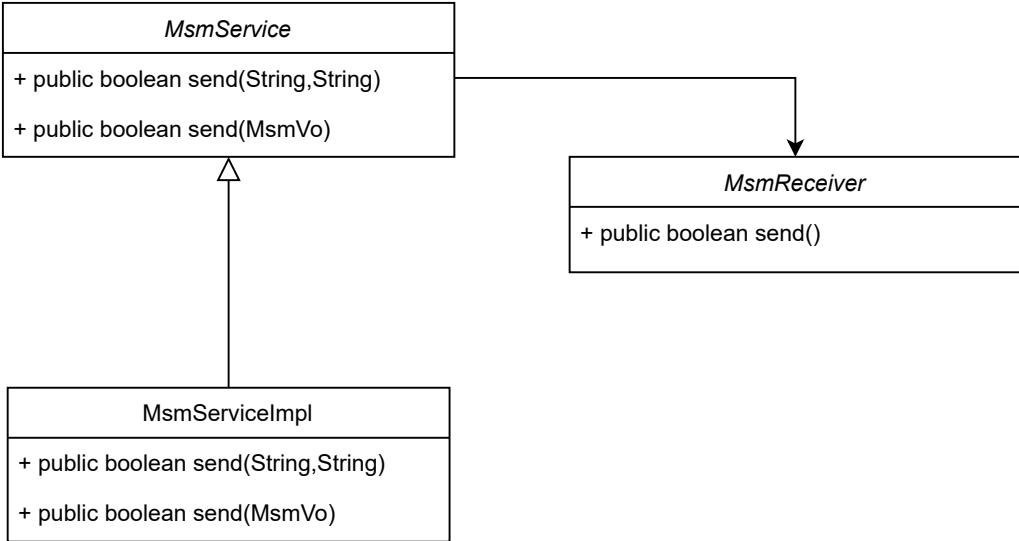 MsmService
+ public boolean send(String,String)
+ public boolean send(MsmVo)
MsmReceiver
+ public boolean send()
MsmServiceImpl
+ public boolean send(String,String)
+ public boolean send(MsmVo)